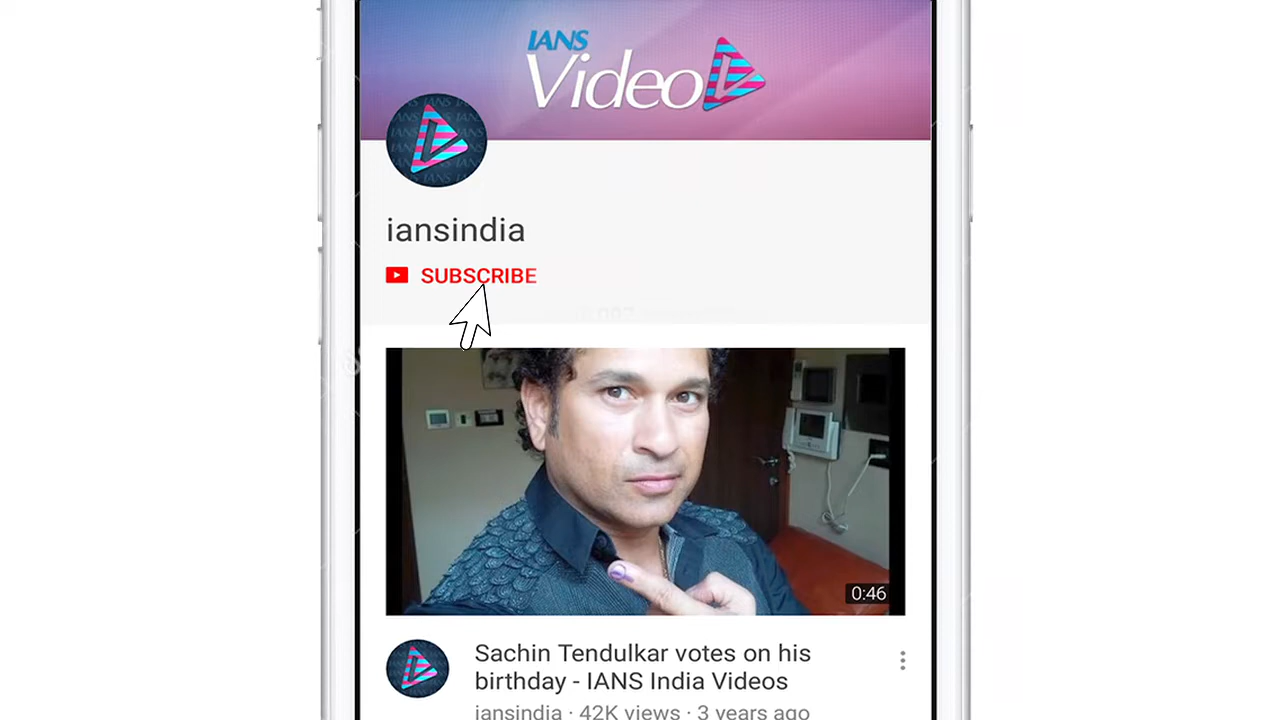 IANS
Video
iansindia
SUBSCRIBE
0:46
Sachin Tendulkar votes on his
birthday - IANS India Videos
iansindia · 42K views · 3 years ago